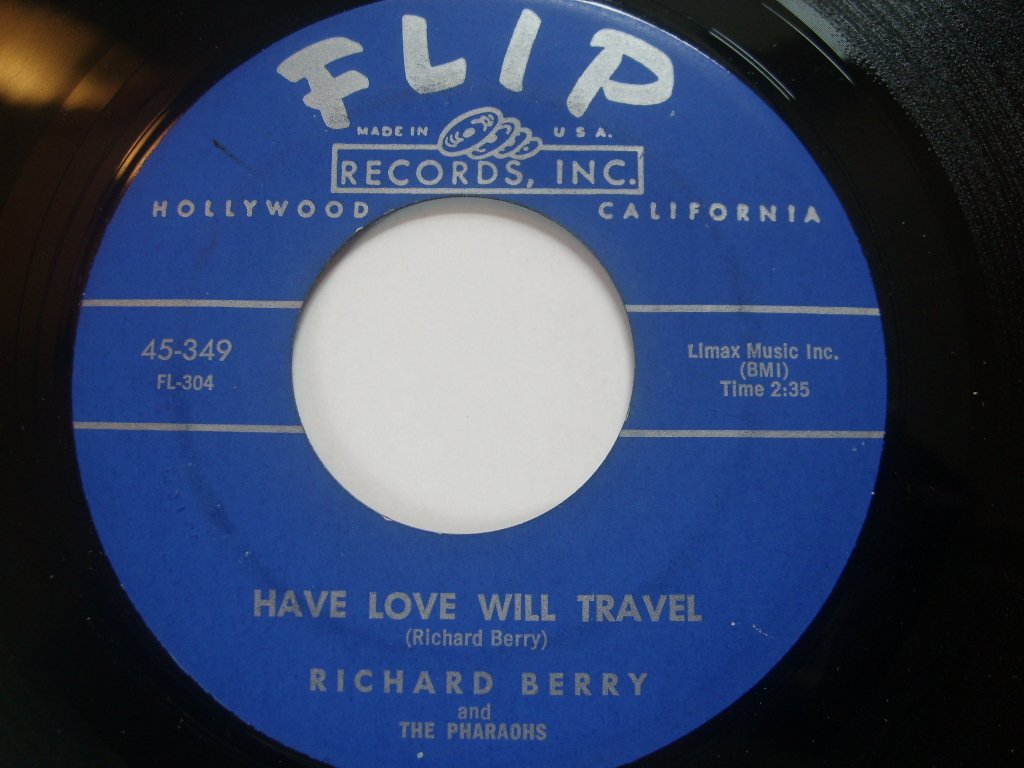 FLIP
MADE IN U.S.A.
RECORDS, INC.
HOLLYWOOD CALIFORNIA
45-349
FL-304
Limax Music Inc.
(BMI)
Time 2:35
HAVE LOVE WILL TRAVEL
(Richard Berry)
RICHARD BERRY
and
THE PHARAOHS